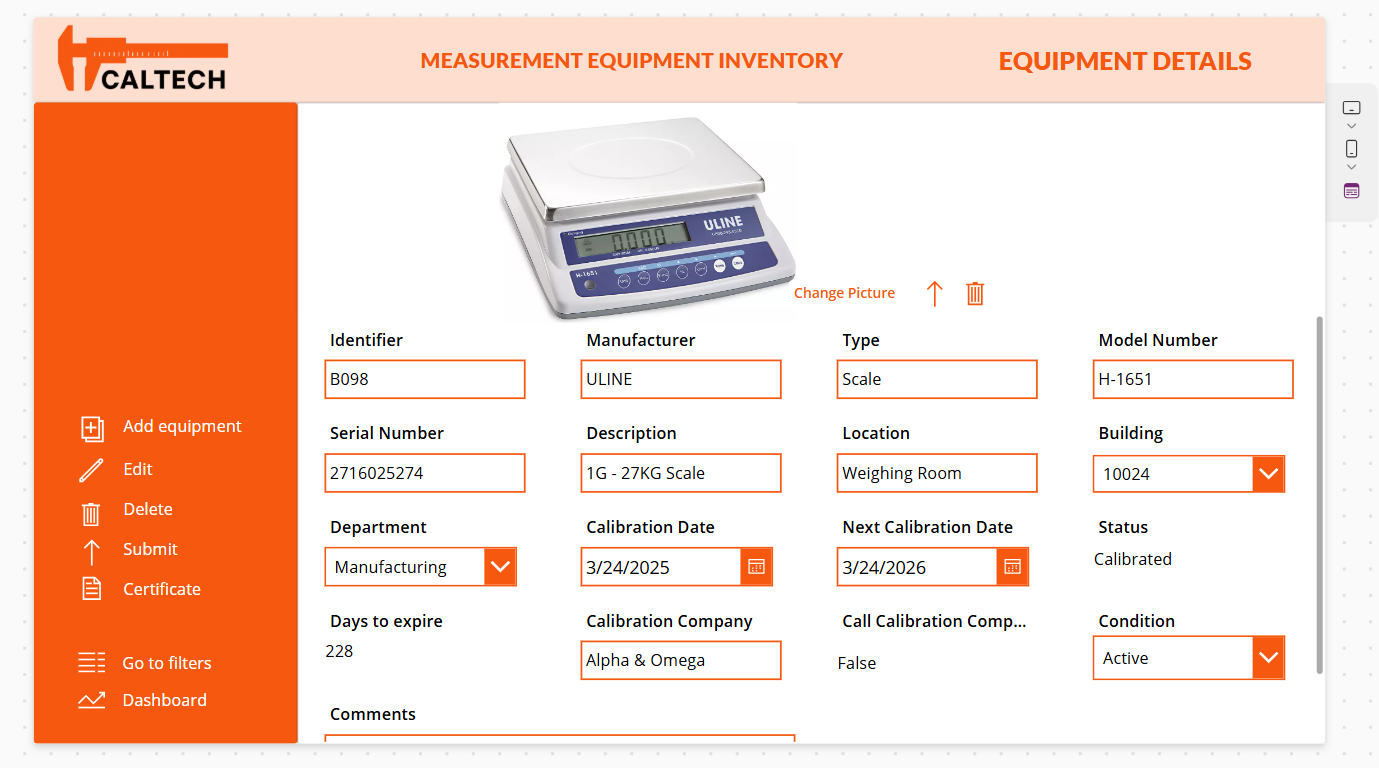 CALTECH
MEASUREMENT EQUIPMENT INVENTORY
EQUIPMENT DETAILS
ULINE
0.000
H-1651
Change Picture
Identifier
Manufacturer
Type
Model Number
B098
ULINE
Scale
H-1651
Serial Number
Description
Location
Building
2716025274
1G - 27KG Scale
Weighing Room
10024
Department
Calibration Date
Next Calibration Date
Status
Manufacturing
3/24/2025
3/24/2026
Calibrated
Days to expire
Calibration Company
Call Calibration Comp...
Condition
228
Alpha & Omega
False
Active
Comments
Add equipment
Edit
Delete
Submit
Certificate
Go to filters
Dashboard